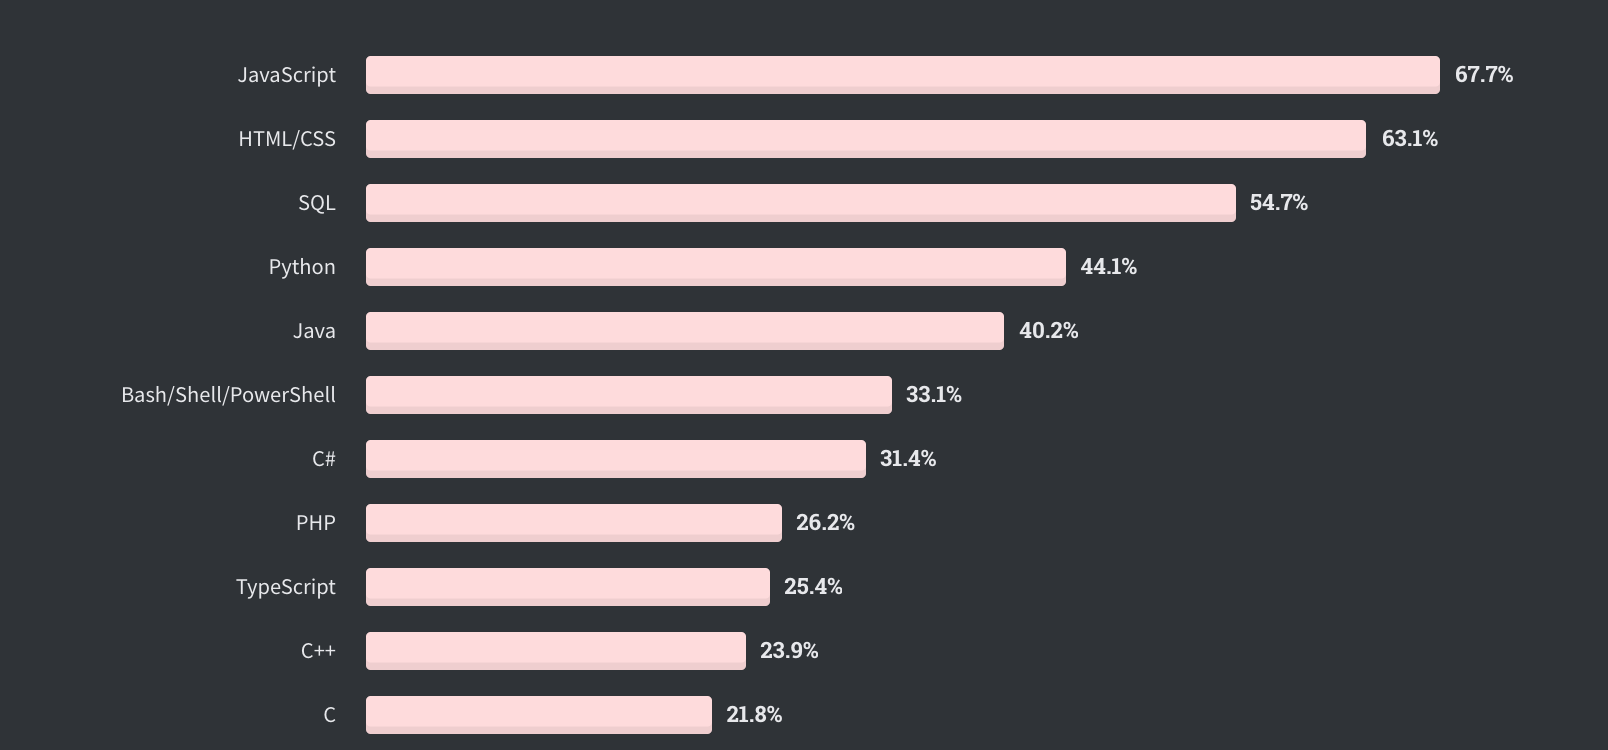 JavaScript 67.7%
HTML/CSS 63.1%
SQL 54.7%
Python 44.1%
Java 40.2%
Bash/Shell/PowerShell 33.1%
C# 31.4%
PHP 26.2%
TypeScript 25.4%
C++ 23.9%
C 21.8%